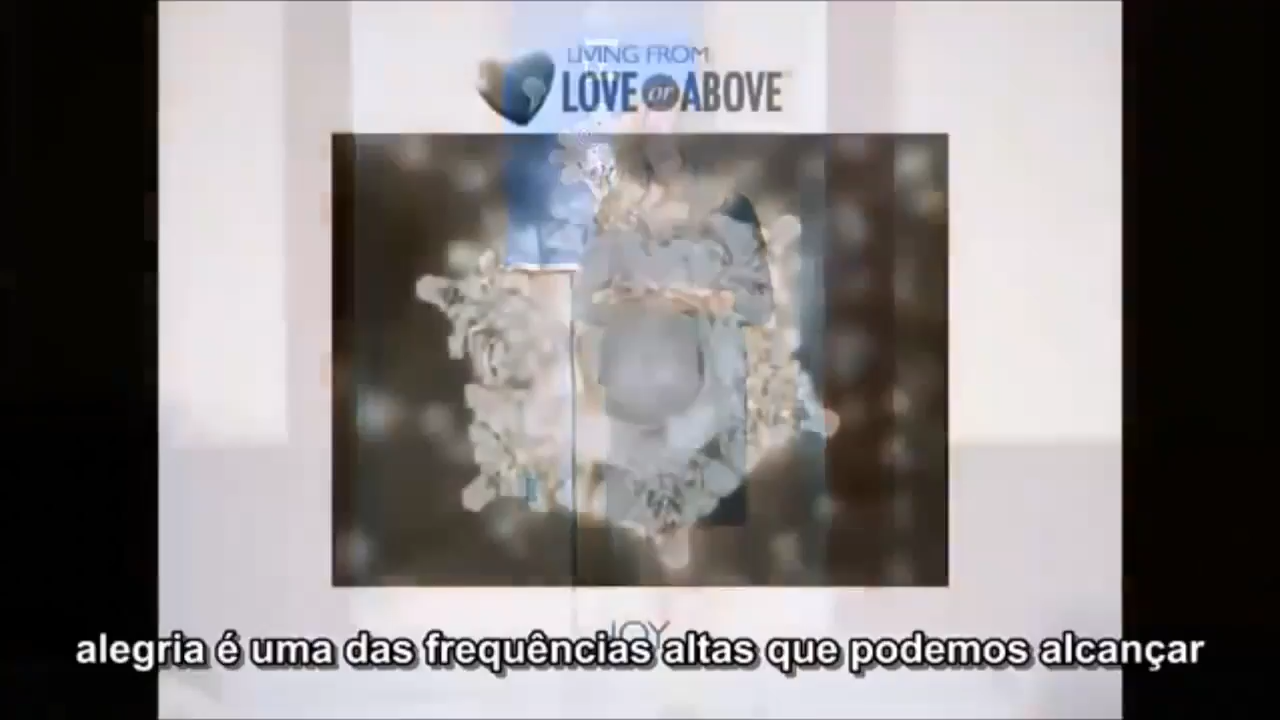 LIVING FROM
LOVE or ABOVE
JOY
alegria é uma das frequências altas que podemos alcançar